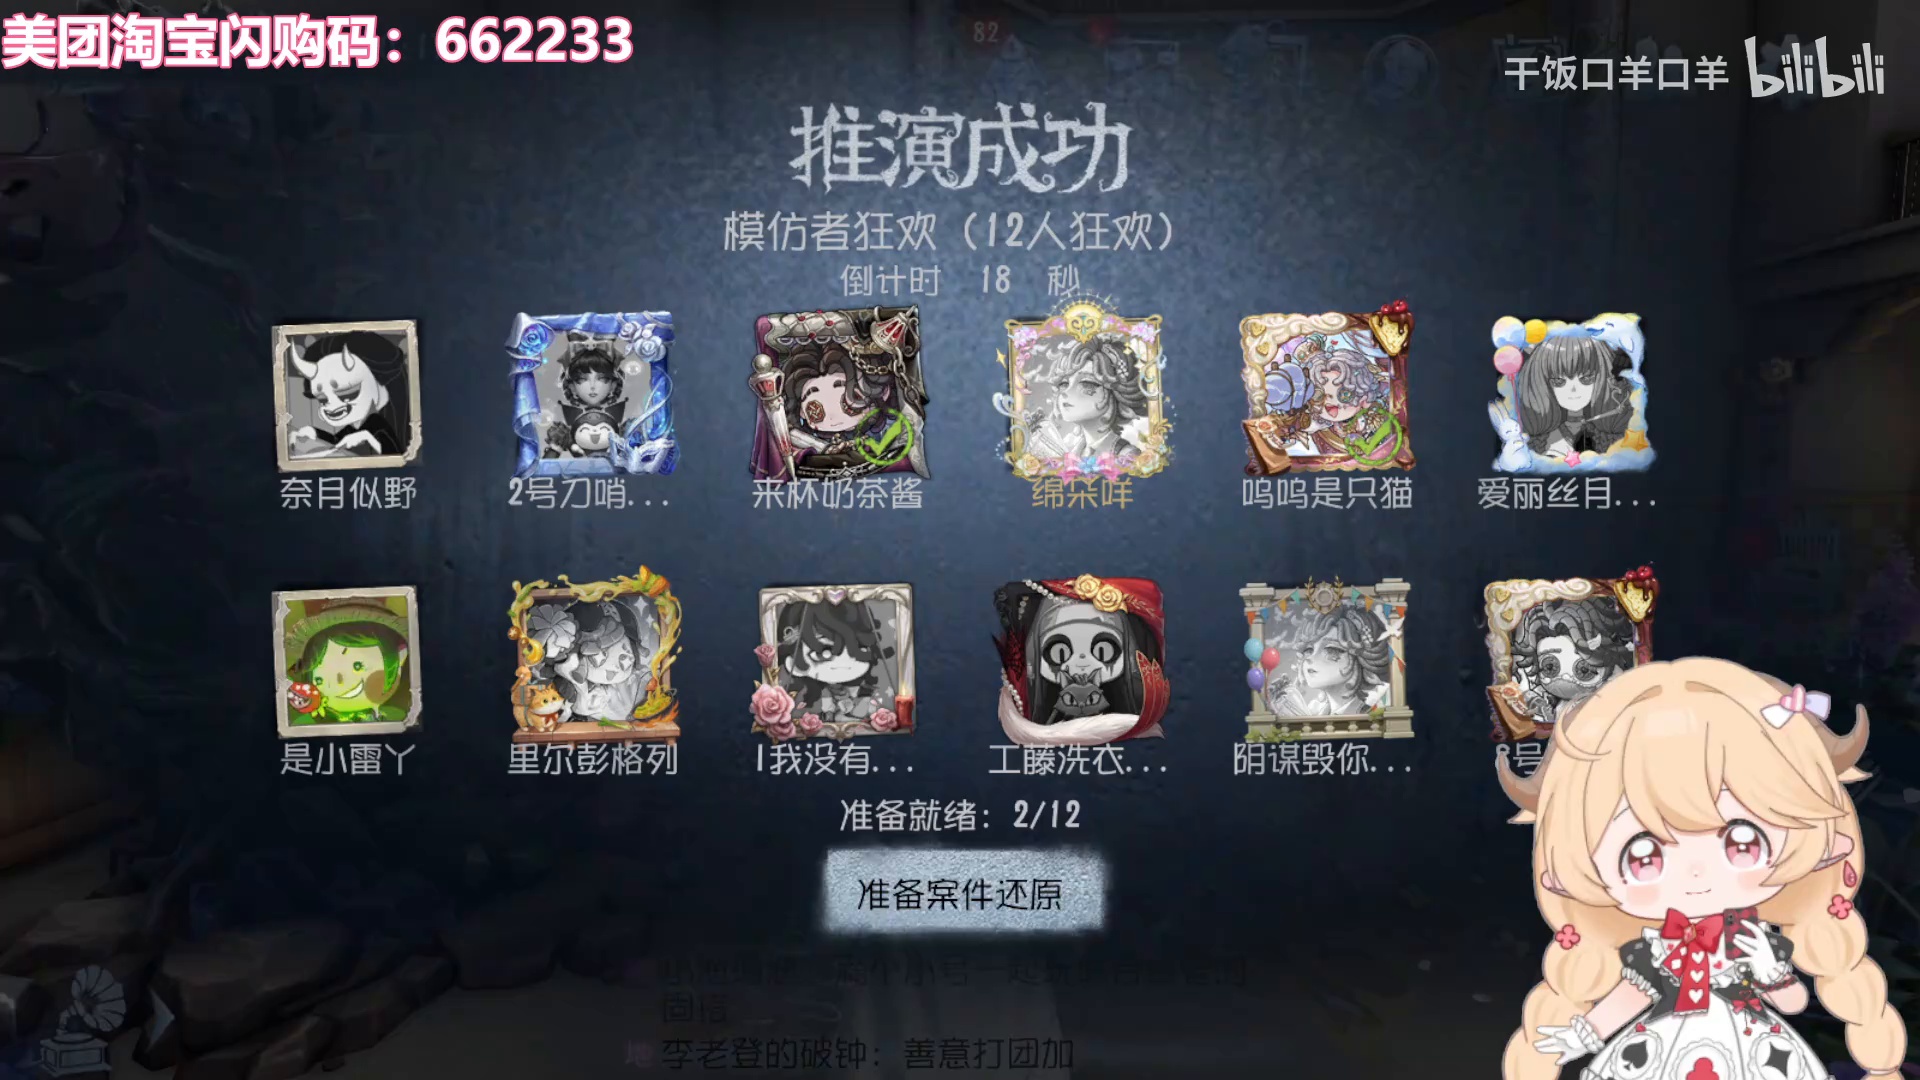 美团淘宝闪购码：662233
干饭口羊口羊 bilibili
82
推演成功
模仿者狂欢（12人狂欢）
倒计时 18 秒
奈月似野
2号刀哨...
来杯奶茶酱
绵枼咩
呜呜是只猫
爱丽丝月...
是小雷丫
里尔彭格列
I我没有...
工藤洗衣...
阴谋毁你...
8号
准备就绪：2/12
准备案件还原
李老登的破钟：善意打团加